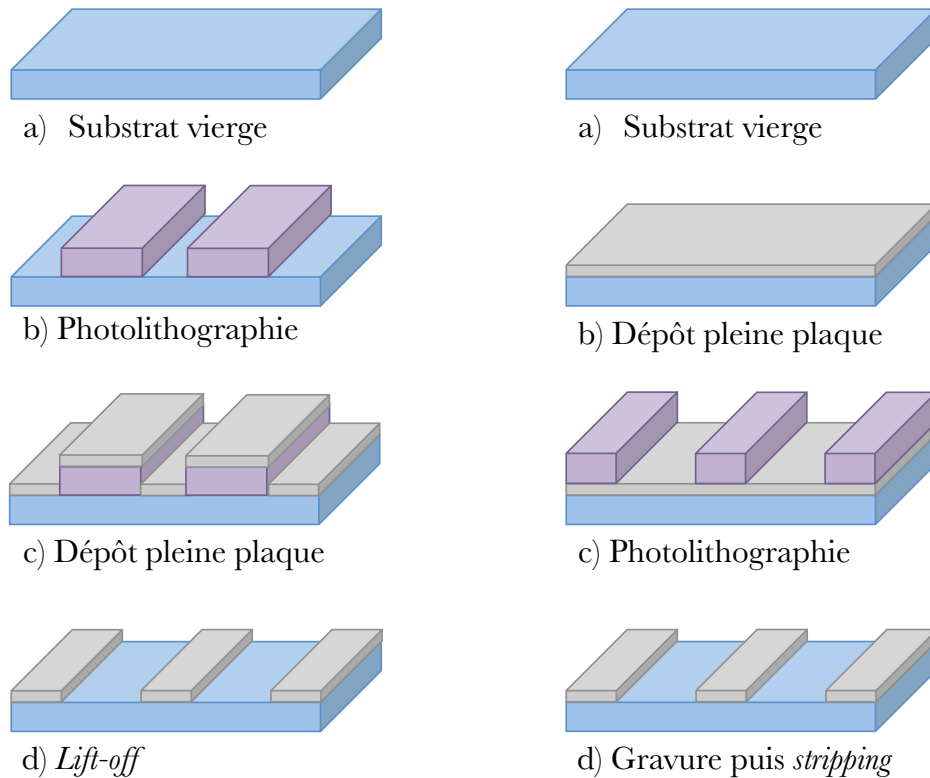 a) Substrat vierge
a) Substrat vierge
b) Photolithographie
b) Dépôt pleine plaque
c) Dépôt pleine plaque
c) Photolithographie
d) Lift-off
d) Gravure puis stripping